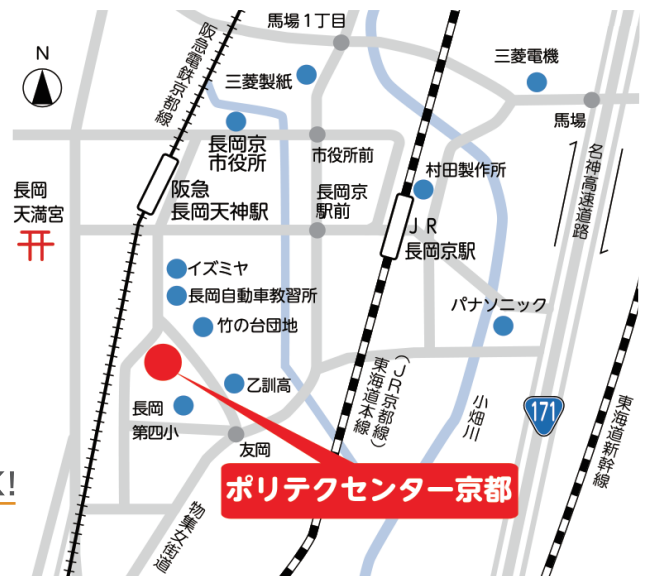 馬場1丁目
N
阪急電鉄京都線
三菱電機
三菱製紙
馬場
長岡京
市役所
市役所前
村田製作所
名神高速道路
長岡
天満宮
阪急
長岡天神駅
長岡京
駅前
JR
長岡京駅
イズミヤ
長岡自動車教習所
パナソニック
竹の台団地
乙訓高
(JR京都線)
東海道本線
小畑川
171
東海道新幹線
長岡
第四小
友岡
ポリテクセンター京都
K!
物集女街道